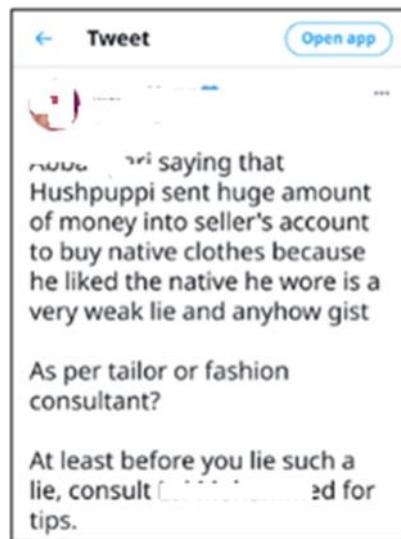 Tweet
Open app
saying that
Hushpuppi sent huge amount
of money into seller's account
to buy native clothes because
he liked the native he wore is a
very weak lie and anyhow gist
As per tailor or fashion
consultant?
At least before you lie such a
lie, consult for
tips.